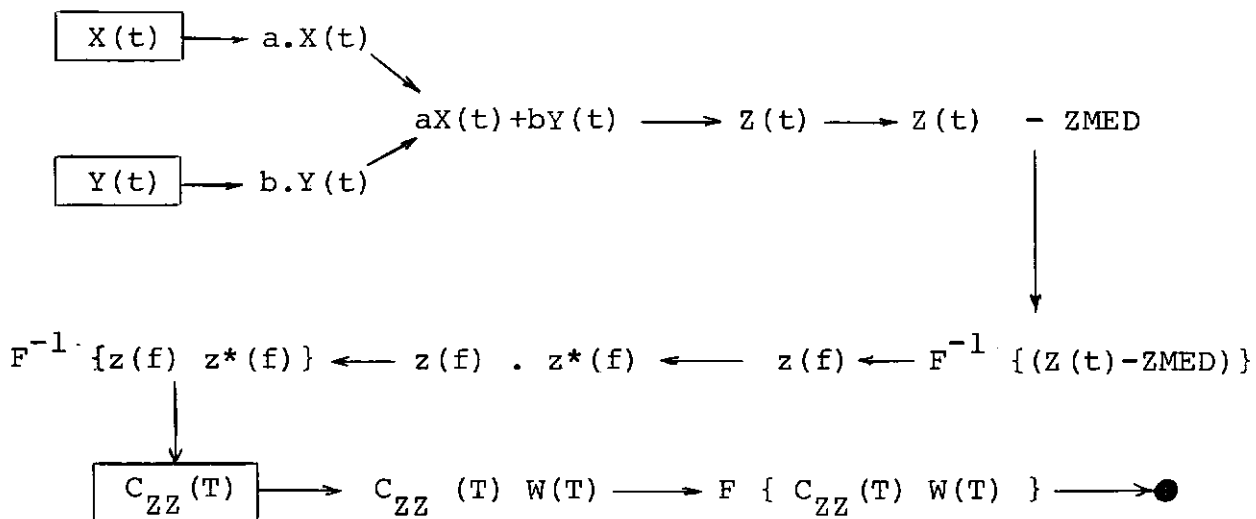 X(t) → a.X(t)
aX(t)+bY(t) → Z(t) → Z(t) - ZMED
Y(t) → b.Y(t)
F⁻¹ {z(f) z*(f)} ← z(f) . z*(f) ← z(f) ← F⁻¹ {(Z(t)-ZMED)}
C_ZZ(T) → C_ZZ (T) W(T) → F { C_ZZ(T) W(T) } →